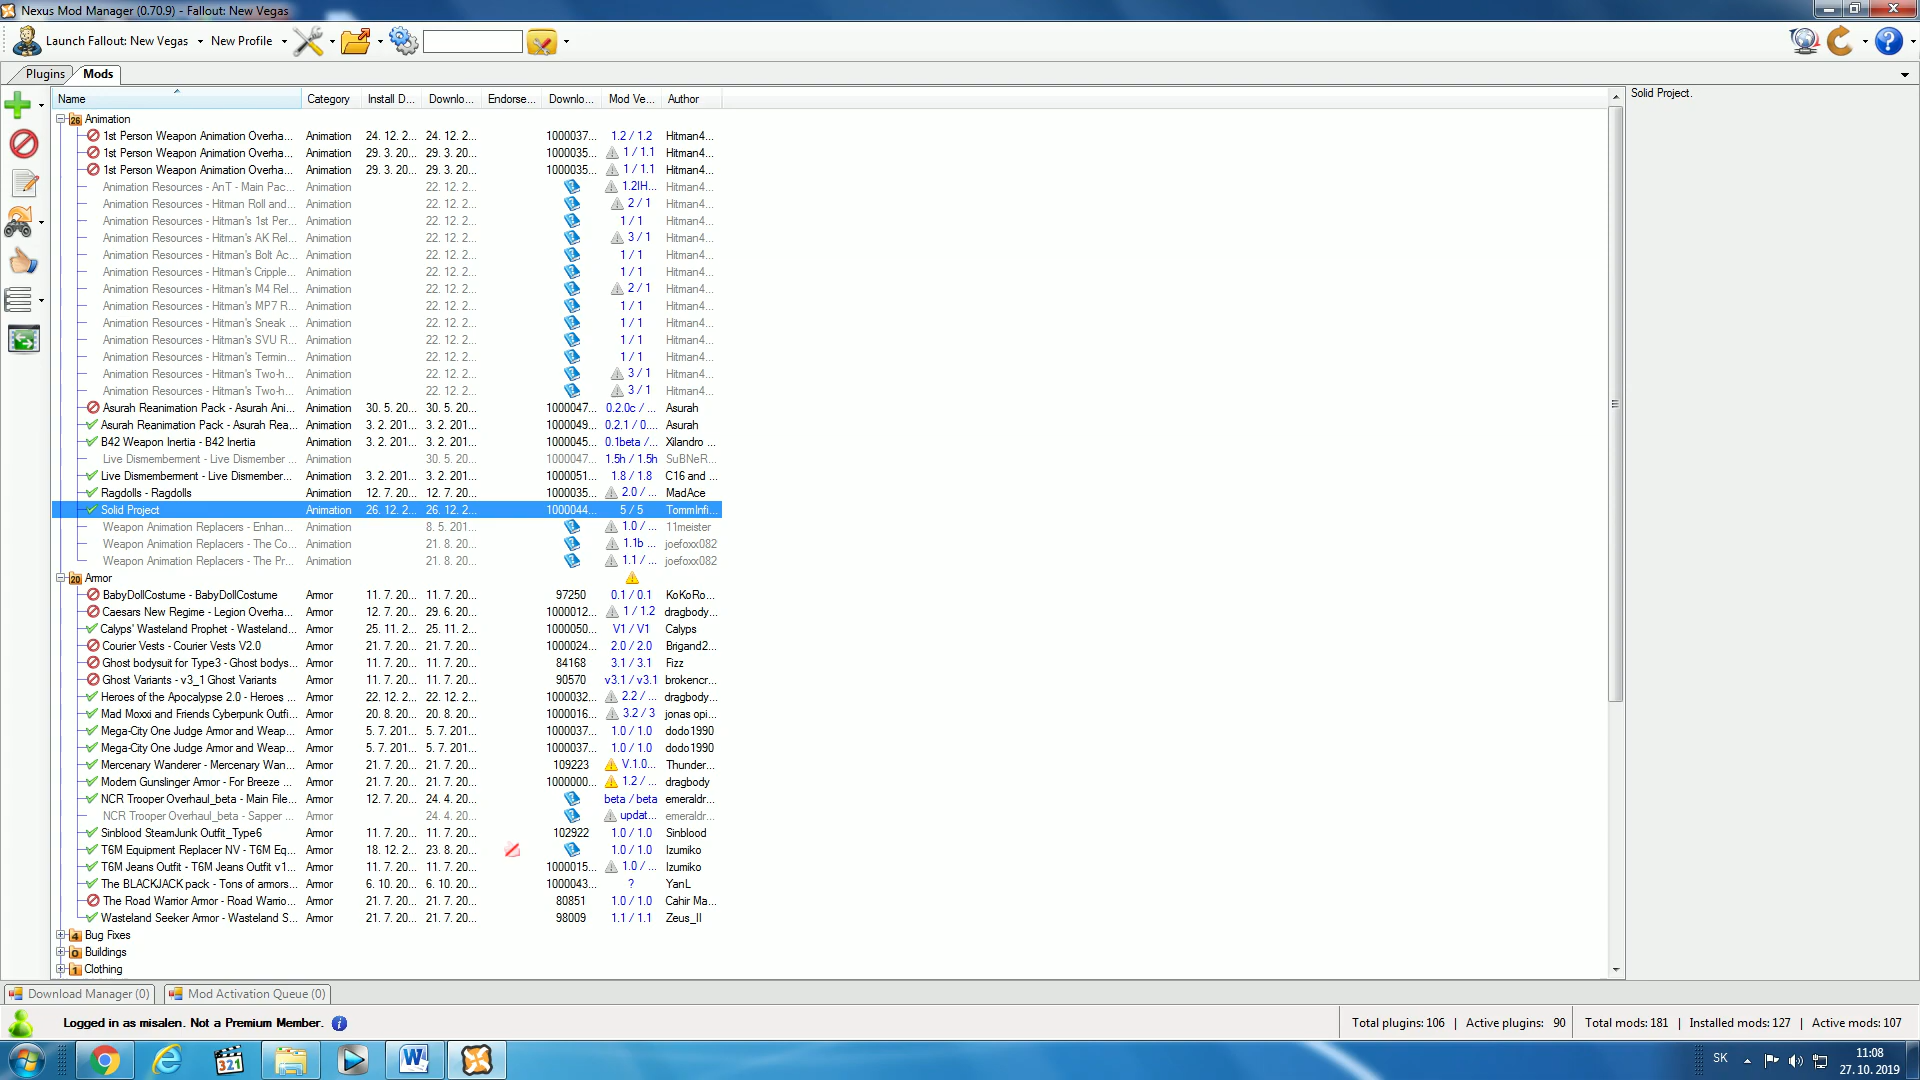 Nexus Mod Manager (0.70.9) - Fallout: New Vegas
Launch Fallout: New Vegas New Profile
Plugins Mods
Name Category Install D... Downlo... Endorse... Downlo... Mod Ve... Author
Solid Project.
26 Animation
1st Person Weapon Animation Overha... Animation 24. 12. 2... 24. 12. 2... 1000037... 1.2 / 1.2 Hitman4...
1st Person Weapon Animation Overha... Animation 29. 3. 20... 29. 3. 20... 1000035... 1 / 1.1 Hitman4...
1st Person Weapon Animation Overha... Animation 29. 3. 20... 29. 3. 20... 1000035... 1 / 1.1 Hitman4...
Animation Resources - AnT - Main Pac... Animation 22. 12. 2... 1.2IH... Hitman4...
Animation Resources - Hitman Roll and... Animation 22. 12. 2... 2 / 1 Hitman4...
Animation Resources - Hitman's 1st Per... Animation 22. 12. 2... 1 / 1 Hitman4...
Animation Resources - Hitman's AK Rel... Animation 22. 12. 2... 3 / 1 Hitman4...
Animation Resources - Hitman's Bolt Ac... Animation 22. 12. 2... 1 / 1 Hitman4...
Animation Resources - Hitman's Cripple... Animation 22. 12. 2... 1 / 1 Hitman4...
Animation Resources - Hitman's M4 Rel... Animation 22. 12. 2... 2 / 1 Hitman4...
Animation Resources - Hitman's MP7 R... Animation 22. 12. 2... 1 / 1 Hitman4...
Animation Resources - Hitman's Sneak ... Animation 22. 12. 2... 1 / 1 Hitman4...
Animation Resources - Hitman's SVU R... Animation 22. 12. 2... 1 / 1 Hitman4...
Animation Resources - Hitman's Termin... Animation 22. 12. 2... 1 / 1 Hitman4...
Animation Resources - Hitman's Two-h... Animation 22. 12. 2... 3 / 1 Hitman4...
Animation Resources - Hitman's Two-h... Animation 22. 12. 2... 3 / 1 Hitman4...
Asurah Reanimation Pack - Asurah Ani... Animation 30. 5. 20... 30. 5. 20... 1000047... 0.2.0c / ... Asurah
Asurah Reanimation Pack - Asurah Rea... Animation 3. 2. 201... 3. 2. 201... 1000049... 0.2.1 / 0.... Asurah
B42 Weapon Inertia - B42 Inertia Animation 3. 2. 201... 3. 2. 201... 1000045... 0.1beta /... Xilandro ...
Live Dismemberment - Live Dismember ... Animation 30. 5. 20... 1000047... 1.5h / 1.5h SuBNeR...
Live Dismemberment - Live Dismember... Animation 3. 2. 201... 3. 2. 201... 1000051... 1.8 / 1.8 C16 and ...
Ragdolls - Ragdolls Animation 12. 7. 20... 12. 7. 20... 1000035... 2.0 / ... MadAce
Solid Project Animation 26. 12. 2... 26. 12. 2... 1000044... 5 / 5 TommInfi...
Weapon Animation Replacers - Enhan... Animation 8. 5. 201... 1.0 / ... 11meister
Weapon Animation Replacers - The Co... Animation 21. 8. 20... 1.1b ... joefoxx082
Weapon Animation Replacers - The Pr... Animation 21. 8. 20... 1.1 / ... joefoxx082
20 Armor
BabyDollCostume - BabyDollCostume Armor 11. 7. 20... 11. 7. 20... 97250 0.1 / 0.1 KoKoRo...
Caesars New Regime - Legion Overha... Armor 12. 7. 20... 29. 6. 20... 1000012... 1 / 1.2 dragbody...
Calyps' Wasteland Prophet - Wasteland... Armor 25. 11. 2... 25. 11. 2... 1000050... V1 / V1 Calyps
Courier Vests - Courier Vests V2.0 Armor 21. 7. 20... 21. 7. 20... 1000024... 2.0 / 2.0 Brigand2...
Ghost bodysuit for Type3 - Ghost bodys... Armor 11. 7. 20... 11. 7. 20... 84168 3.1 / 3.1 Fizz
Ghost Variants - v3_1 Ghost Variants Armor 11. 7. 20... 11. 7. 20... 90570 v3.1 / v3.1 brokencr...
Heroes of the Apocalypse 2.0 - Heroes ... Armor 22. 12. 2... 22. 12. 2... 1000032... 2.2 / ... dragbody...
Mad Moxxi and Friends Cyberpunk Outfi... Armor 20. 8. 20... 20. 8. 20... 1000016... 3.2 / 3 jonas opi...
Mega-City One Judge Armor and Weap... Armor 5. 7. 201... 5. 7. 201... 1000037... 1.0 / 1.0 dodo1990
Mega-City One Judge Armor and Weap... Armor 5. 7. 201... 5. 7. 201... 1000037... 1.0 / 1.0 dodo1990
Mercenary Wanderer - Mercenary Wan... Armor 21. 7. 20... 21. 7. 20... 109223 V.1.0... Thunder...
Modern Gunslinger Armor - For Breeze ... Armor 21. 7. 20... 21. 7. 20... 1000000... 1.2 / ... dragbody
NCR Trooper Overhaul_beta - Main File... Armor 12. 7. 20... 24. 4. 20... beta / beta emeraldr...
NCR Trooper Overhaul_beta - Sapper ... Armor 24. 4. 20... updat... emeraldr...
Sinblood SteamJunk Outfit_Type6 Armor 11. 7. 20... 11. 7. 20... 102922 1.0 / 1.0 Sinblood
T6M Equipment Replacer NV - T6M Eq... Armor 18. 12. 2... 23. 8. 20... 1.0 / 1.0 Izumiko
T6M Jeans Outfit - T6M Jeans Outfit v1... Armor 11. 7. 20... 11. 7. 20... 1000015... 1.0 / ... Izumiko
The BLACKJACK pack - Tons of armors... Armor 6. 10. 20... 6. 10. 20... 1000043... ? YanL
The Road Warrior Armor - Road Warrio... Armor 21. 7. 20... 21. 7. 20... 80851 1.0 / 1.0 Cahir Ma...
Wasteland Seeker Armor - Wasteland S... Armor 21. 7. 20... 21. 7. 20... 98009 1.1 / 1.1 Zeus_II
4 Bug Fixes
0 Buildings
1 Clothing
Download Manager (0) Mod Activation Queue (0)
Logged in as misalen. Not a Premium Member. Total plugins: 106 | Active plugins: 90 Total mods: 181 | Installed mods: 127 | Active mods: 107
321 SK 11:08
27. 10. 2019